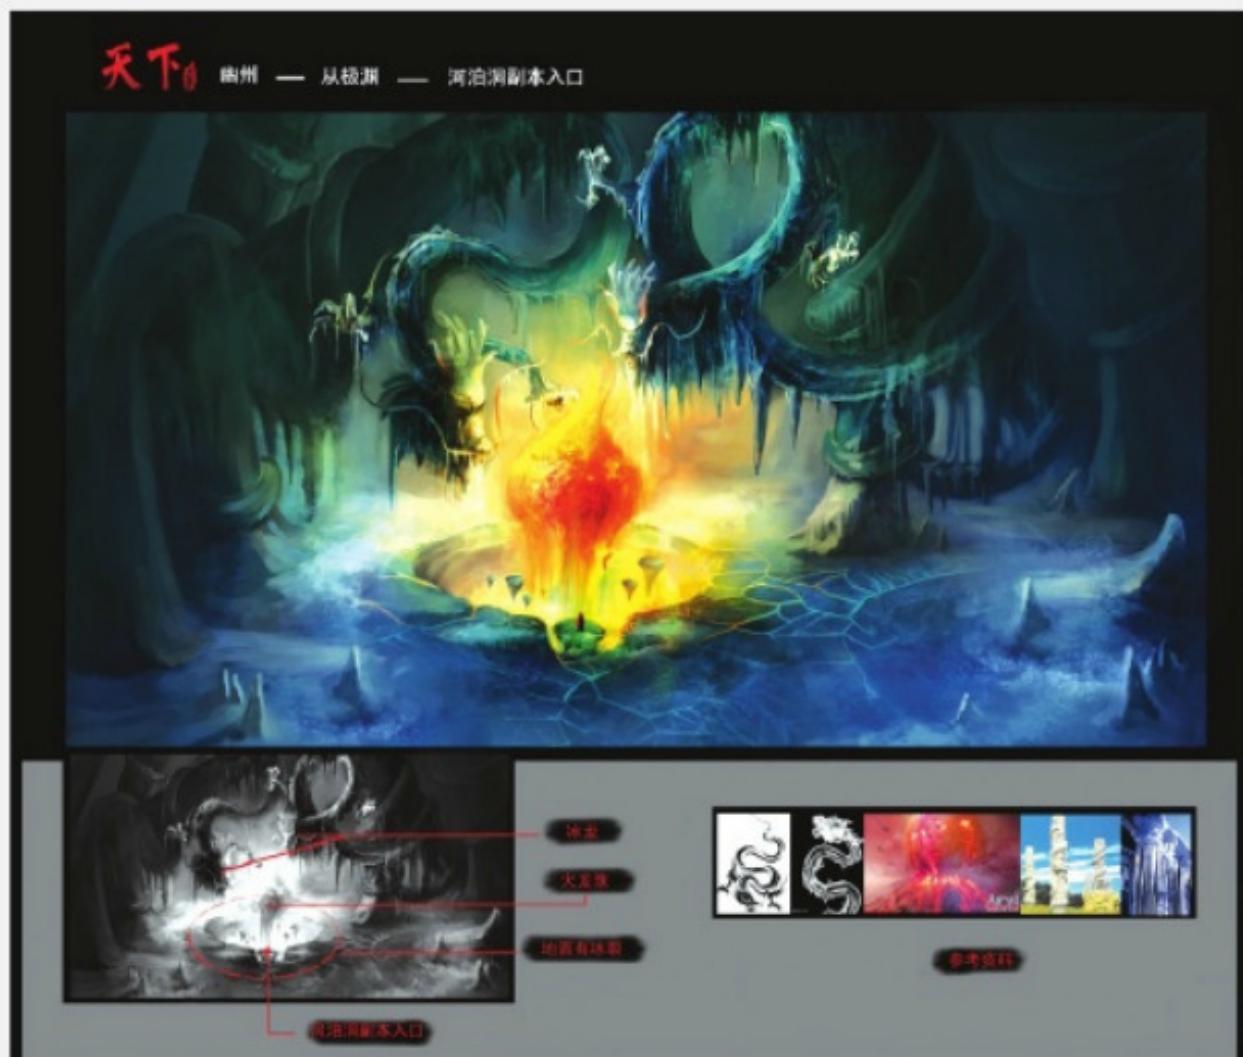 天下
幽州 — 从极渊 — 河泊洞副本入口
冰龙
火龙珠
地面有冰裂
参考资料
河泊洞副本入口